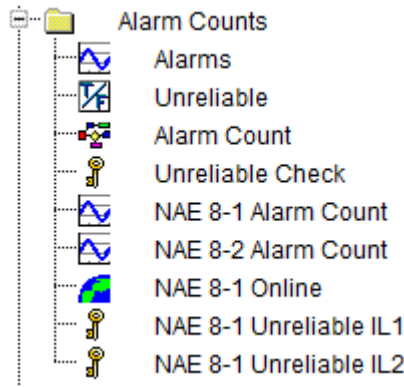 Alarm Counts
Alarms
T/F Unreliable
Alarm Count
Unreliable Check
NAE 8-1 Alarm Count
NAE 8-2 Alarm Count
NAE 8-1 Online
NAE 8-1 Unreliable IL1
NAE 8-1 Unreliable IL2